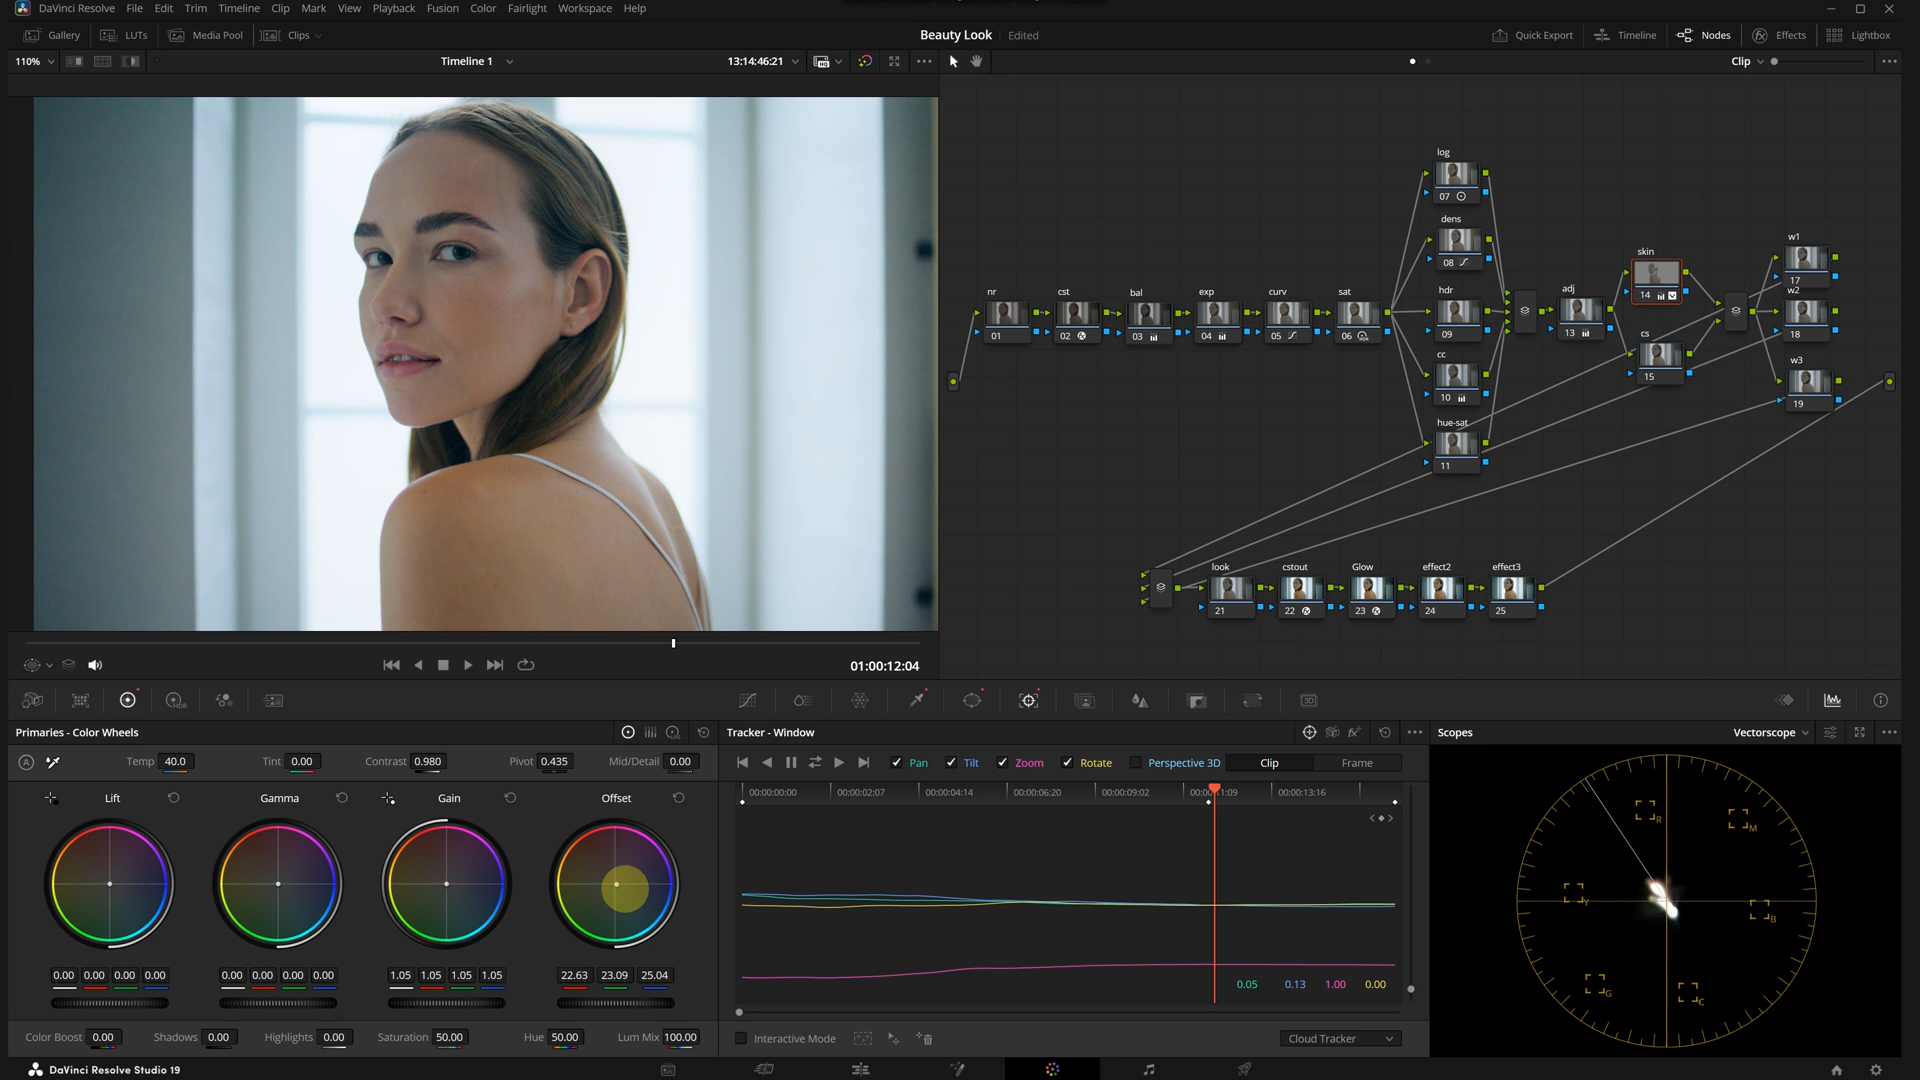 DaVinci Resolve File Edit Trim Timeline Clip Mark View Playback Fusion Color Fairlight Workspace Help
Gallery LUTs Media Pool Clips Beauty Look Edited Quick Export Timeline Nodes Effects Lightbox
110% Timeline 1 13:14:46:21 Clip
log
07
dens
08
hdr
09
cc
10
hue-sat
11
nr
01
cst
02
bal
03
exp
04
curv
05
sat
06
adj
13
skin
14
cs
15
w1
17
w2
18
w3
19
look
21
cstout
22
Glow
23
effect2
24
effect3
25
01:00:12:04
Primaries - Color Wheels
Temp 40.0 Tint 0.00 Contrast 0.980 Pivot 0.435 Mid/Detail 0.00
Lift Gamma Gain Offset
0.00 0.00 0.00 0.00 0.00 0.00 0.00 0.00 1.05 1.05 1.05 1.05 22.63 23.09 25.04
Color Boost 0.00 Shadows 0.00 Highlights 0.00 Saturation 50.00 Hue 50.00 Lum Mix 100.00
Tracker - Window
Pan Tilt Zoom Rotate Perspective 3D Clip Frame
00:00:00:00 00:00:02:07 00:00:04:14 00:00:06:20 00:00:09:02 00:00:11:09 00:00:13:16
0.05 0.13 1.00 0.00
Interactive Mode Cloud Tracker
Scopes Vectorscope
R
M
Y
B
G
C
DaVinci Resolve Studio 19